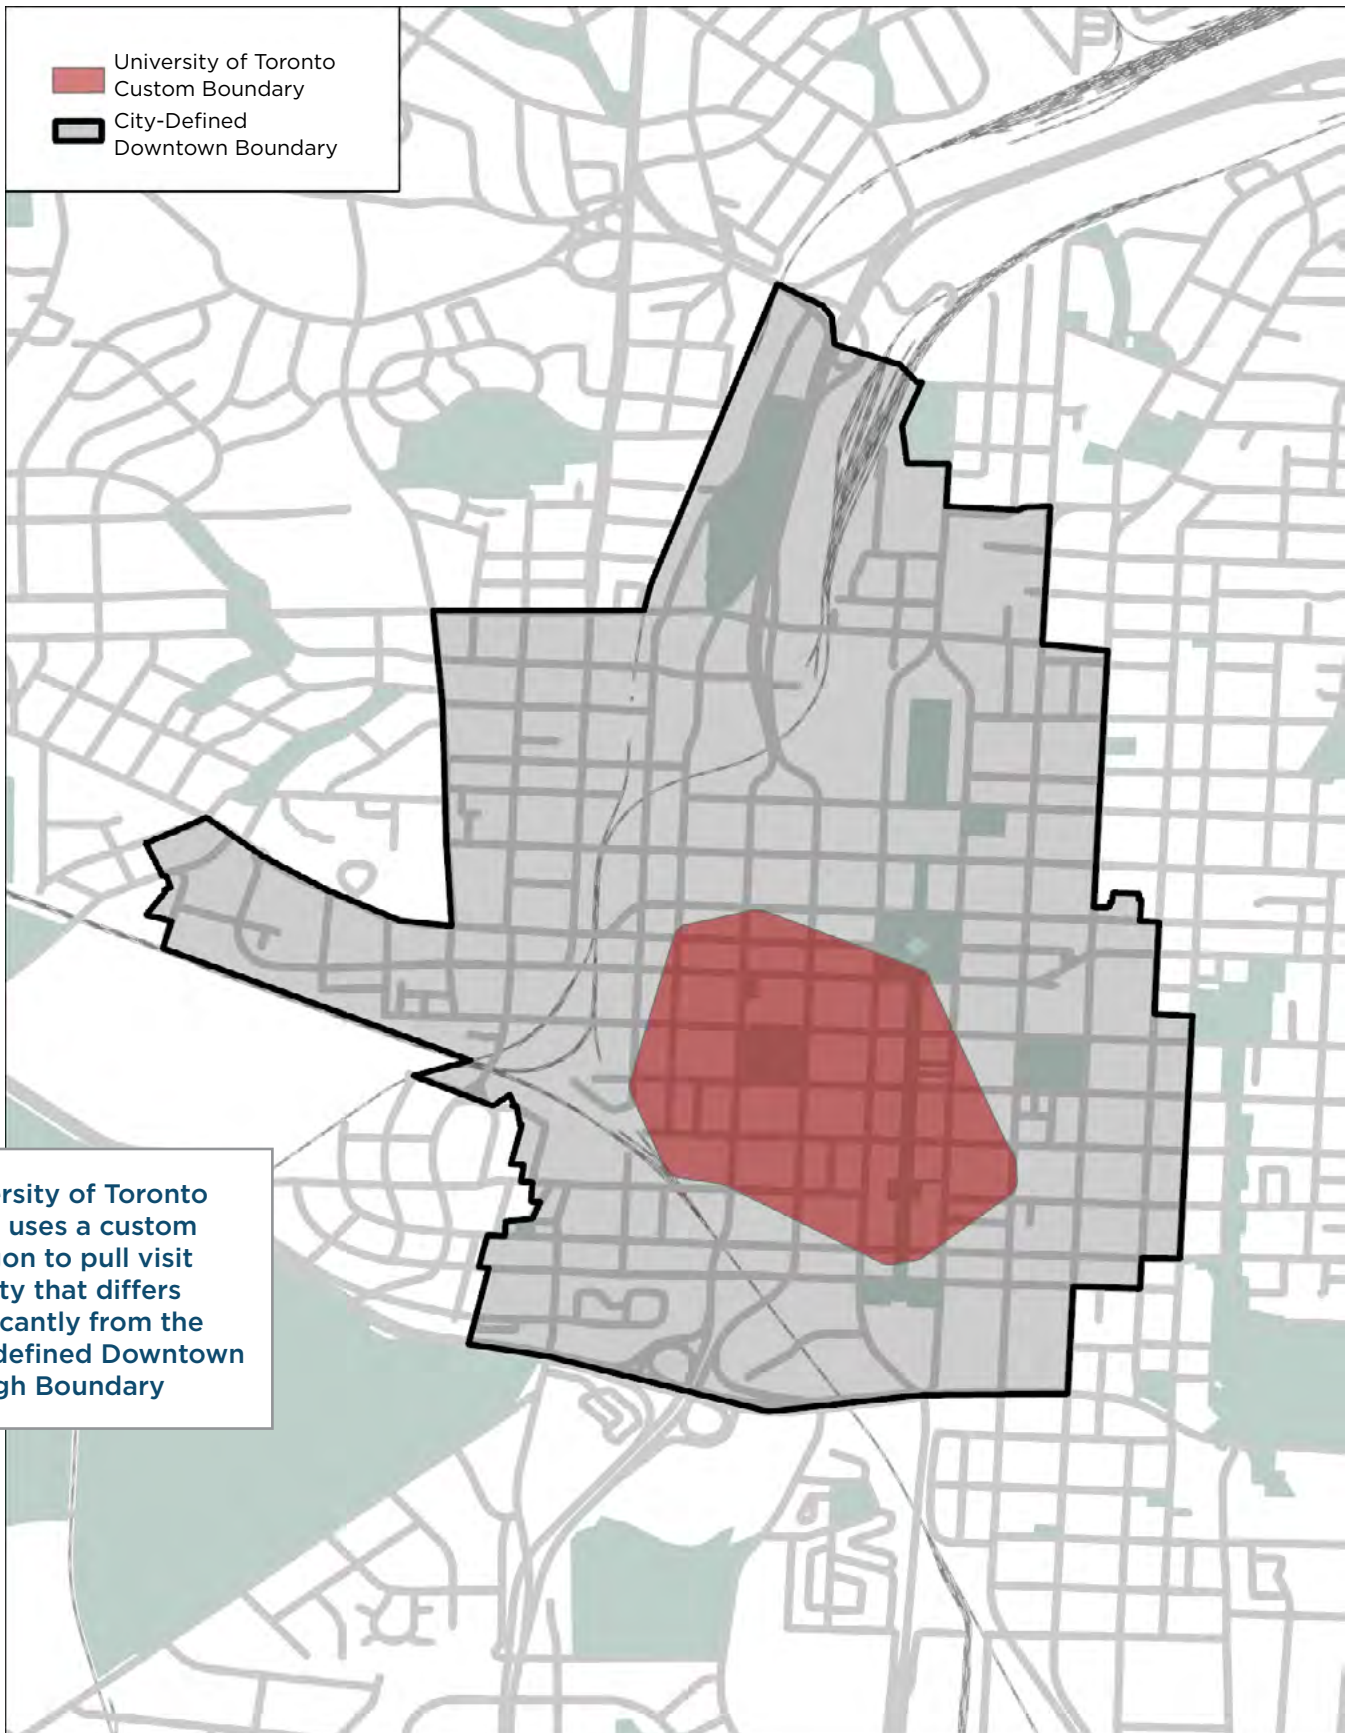 University of Toronto
Custom Boundary
City-Defined
Downtown Boundary
ersity of Toronto
uses a custom
on to pull visit
ty that differs
cantly from the
defined Downtown
gh Boundary